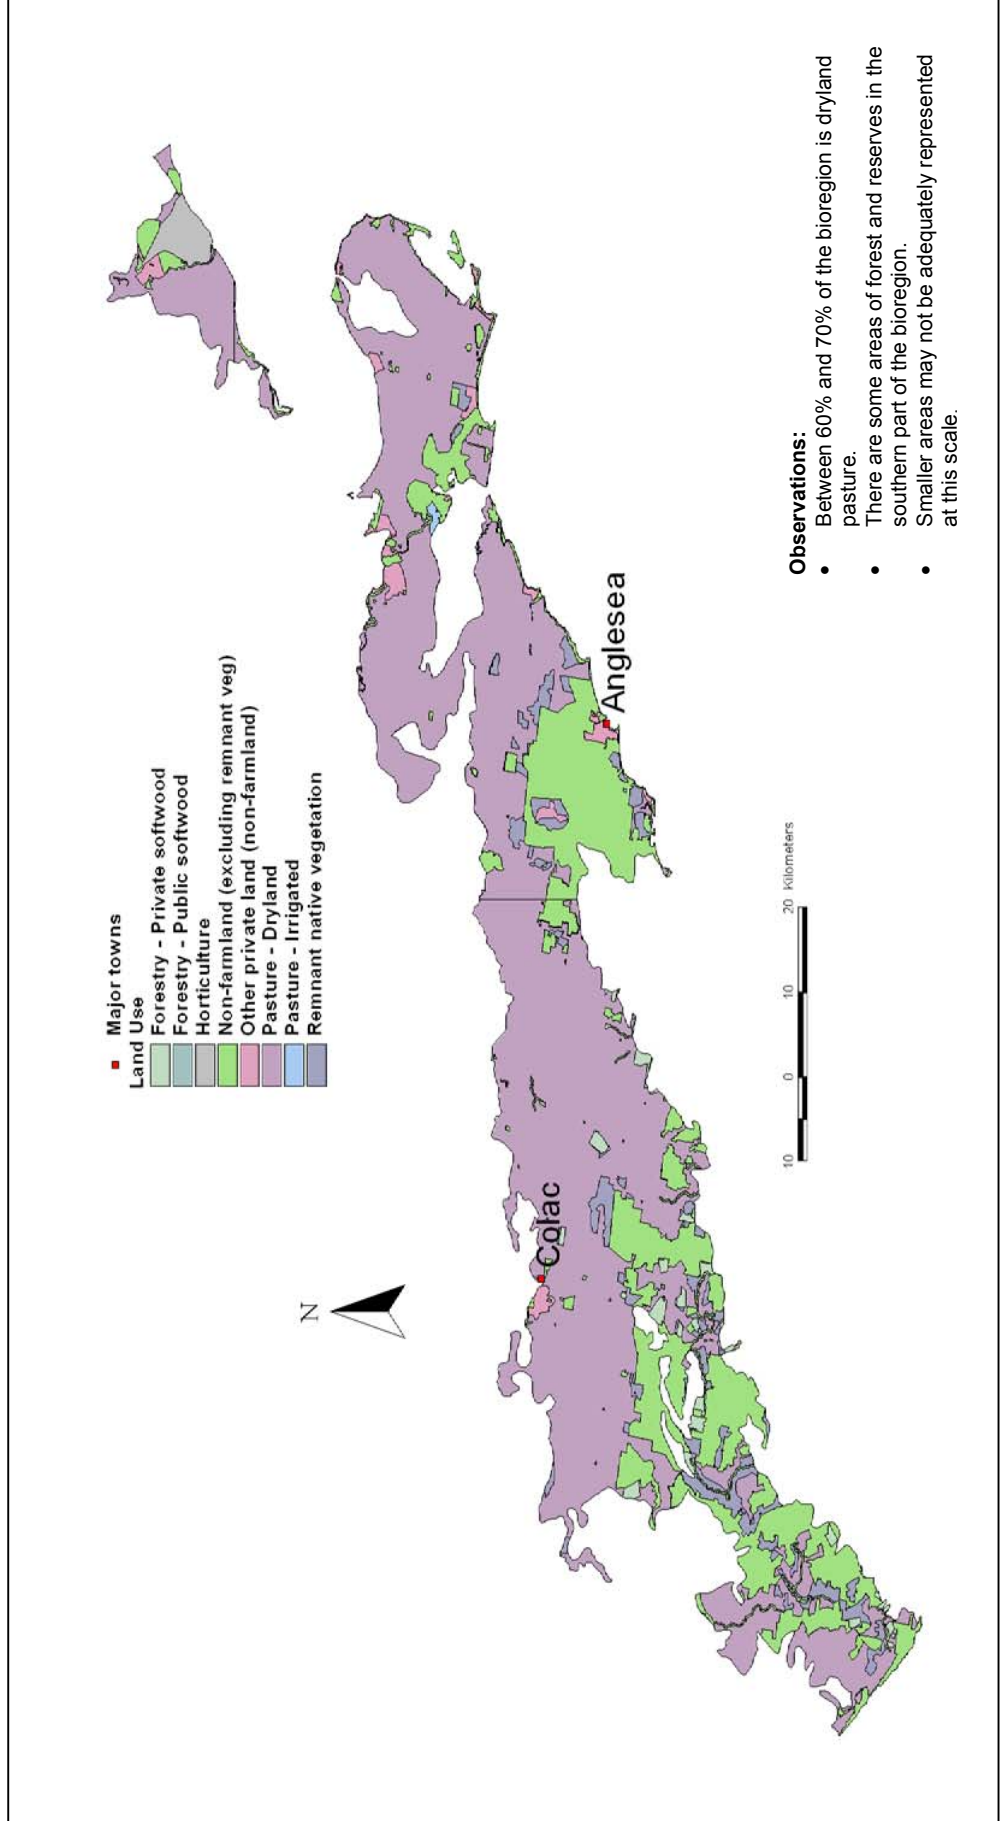 Major towns
Land Use
Forestry - Private softwood
Forestry - Public softwood
Horticulture
Non-farmland (excluding remnant veg)
Other private land (non-farmland)
Pasture - Dryland
Pasture - Irrigated
Remnant native vegetation
N
Colac
Anglesea
10 0 10 20 Kilometers
Observations:
• Between 60% and 70% of the bioregion is dryland
pasture.
• There are some areas of forest and reserves in the
southern part of the bioregion.
• Smaller areas may not be adequately represented
at this scale.